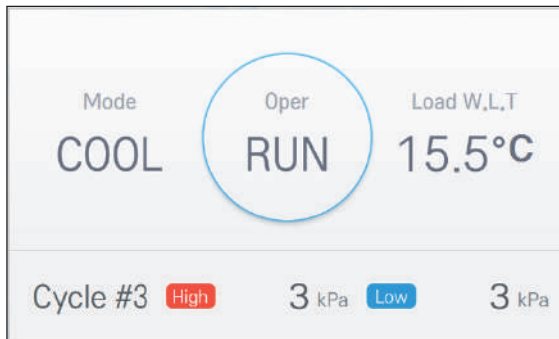 Mode Oper Load W.L.T
COOL RUN 15.5°C
Cycle #3 High 3 kPa Low 3 kPa